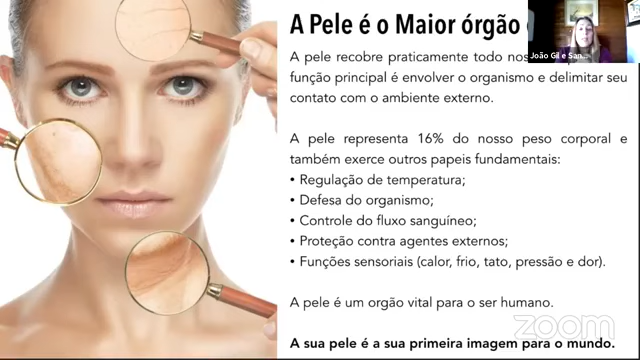 A Pele é o Maior órgão
João Gil e San...
A pele recobre praticamente todo
função principal é envolver o organismo e delimitar seu
contato com o ambiente externo.
A pele representa 16% do nosso peso corporal e
também exerce outros papeis fundamentais:
• Regulação de temperatura;
• Defesa do organismo;
• Controle do fluxo sanguíneo;
• Proteção contra agentes externos;
• Funções sensoriais (calor, frio, tato, pressão e dor).
A pele é um orgão vital para o ser humano.
zoom
A sua pele é a sua primeira imagem para o mundo.